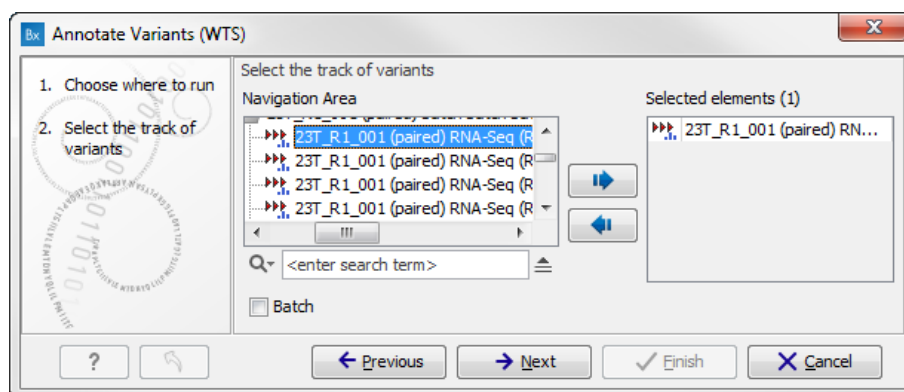 Bx Annotate Variants (WTS)
1. Choose where to run
2. Select the track of
variants
Select the track of variants
Navigation Area
23T_R1_001 (paired) RNA-Seq (R
23T_R1_001 (paired) RNA-Seq (R
23T_R1_001 (paired) RNA-Seq (R
23T_R1_001 (paired) RNA-Seq (R
<enter search term>
Batch
Selected elements (1)
23T_R1_001 (paired) RN...
? Previous Next Finish Cancel